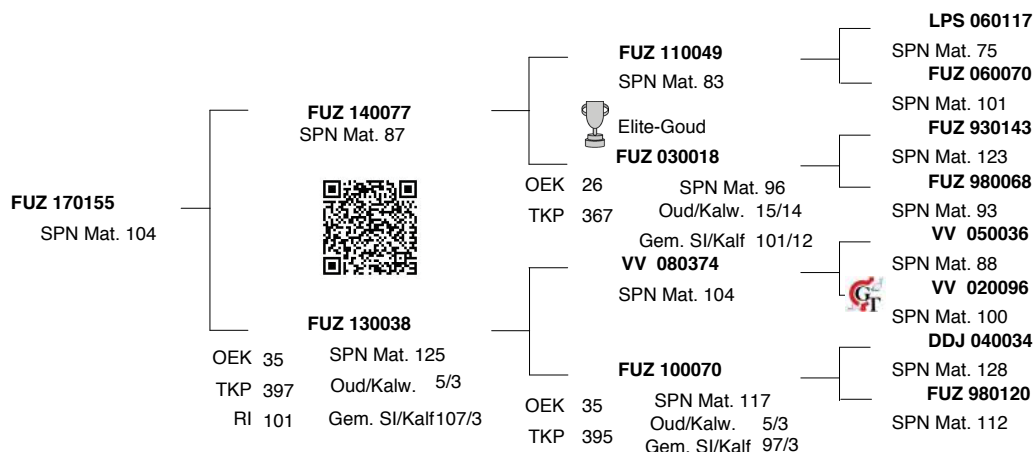 LPS 060117
FUZ 110049
SPN Mat. 75
SPN Mat. 83
FUZ 060070
SPN Mat. 101
FUZ 140077
SPN Mat. 87
Elite-Goud
FUZ 930143
FUZ 030018
SPN Mat. 123
OEK 26
SPN Mat. 96
FUZ 980068
TKP 367
Oud/Kalw. 15/14
SPN Mat. 93
FUZ 170155
SPN Mat. 104
Gem. SI/Kalf 101/12
VV 050036
VV 080374
SPN Mat. 88
SPN Mat. 104
GT
VV 020096
SPN Mat. 100
FUZ 130038
DDJ 040034
OEK 35
SPN Mat. 125
FUZ 100070
SPN Mat. 128
TKP 397
Oud/Kalw. 5/3
FUZ 980120
RI 101
Gem. SI/Kalf 107/3
OEK 35
SPN Mat. 117
SPN Mat. 112
TKP 395
Oud/Kalw. 5/3
Gem. SI/Kalf 97/3